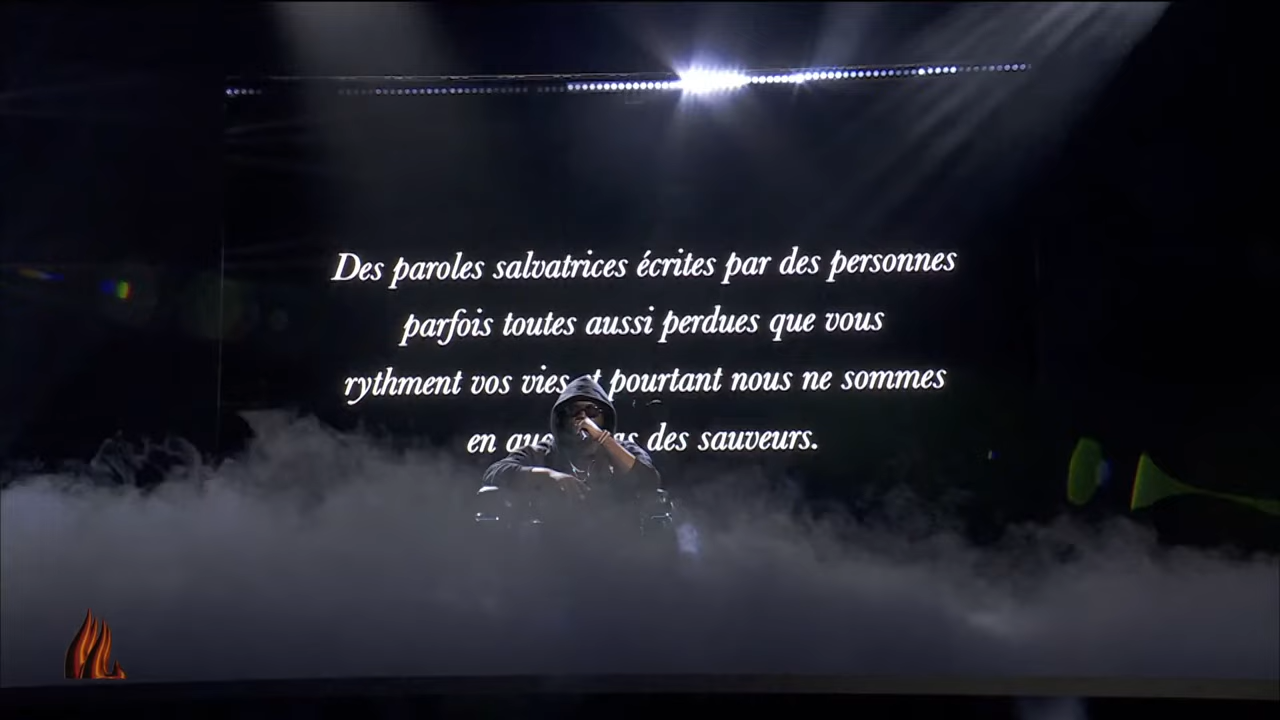 Des paroles salvatrices écrites par des personnes
parfois toutes aussi perdues que vous
rythment vos vies et pourtant nous ne sommes
en des sauveurs.